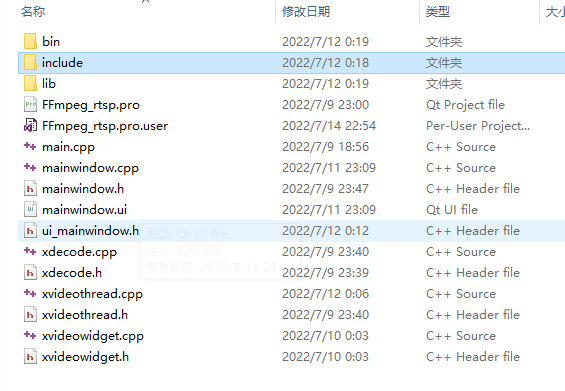 名称 修改日期 类型 大小
bin 2022/7/12 0:19 文件夹
include 2022/7/12 0:18 文件夹
lib 2022/7/12 0:19 文件夹
FFmpeg_rtsp.pro 2022/7/9 23:00 Qt Project file
FFmpeg_rtsp.pro.user 2022/7/14 22:54 Per-User Project...
main.cpp 2022/7/9 18:56 C++ Source
mainwindow.cpp 2022/7/11 23:09 C++ Source
mainwindow.h 2022/7/9 23:47 C++ Header file
mainwindow.ui 2022/7/11 23:09 Qt UI file
ui_mainwindow.h 2022/7/12 0:12 C++ Header file
类型: Qt UI file
xdecode.cpp 2022/7/9 23:40 C++ Source
大小: 2.93 KB
xdecode.h 2022/7/9 23:39 C++ Header file
修改日期: 2022/7/11 23
xvideothread.cpp 2022/7/12 0:06 C++ Source
xvideothread.h 2022/7/9 23:40 C++ Header file
xvideowidget.cpp 2022/7/10 0:03 C++ Source
xvideowidget.h 2022/7/10 0:03 C++ Header file